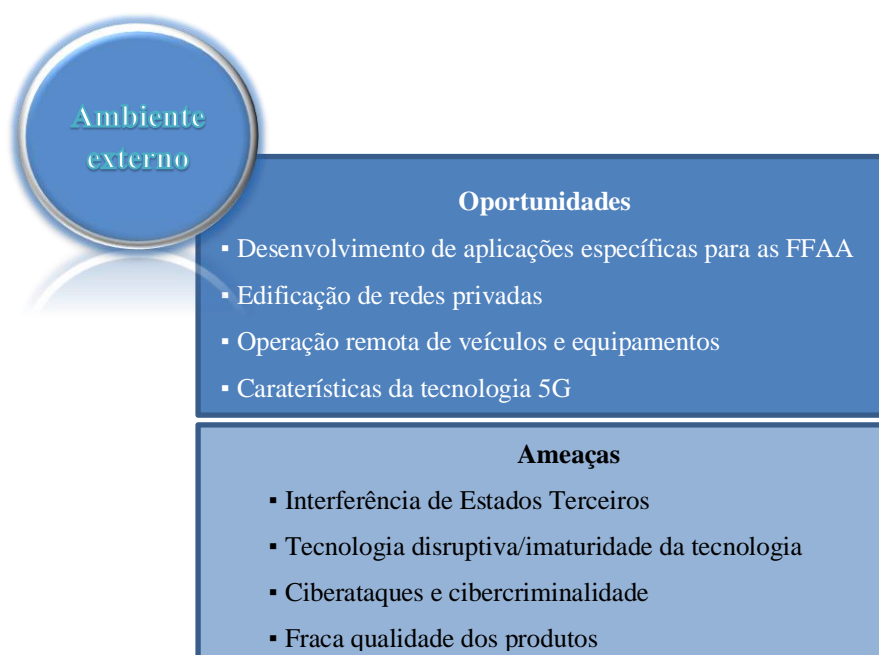 Ambiente
externo
Oportunidades
▪ Desenvolvimento de aplicações específicas para as FFAA
▪ Edificação de redes privadas
▪ Operação remota de veículos e equipamentos
▪ Caraterísticas da tecnologia 5G
Ameaças
▪ Interferência de Estados Terceiros
▪ Tecnologia disruptiva/imaturidade da tecnologia
▪ Ciberataques e cibercriminalidade
▪ Fraca qualidade dos produtos